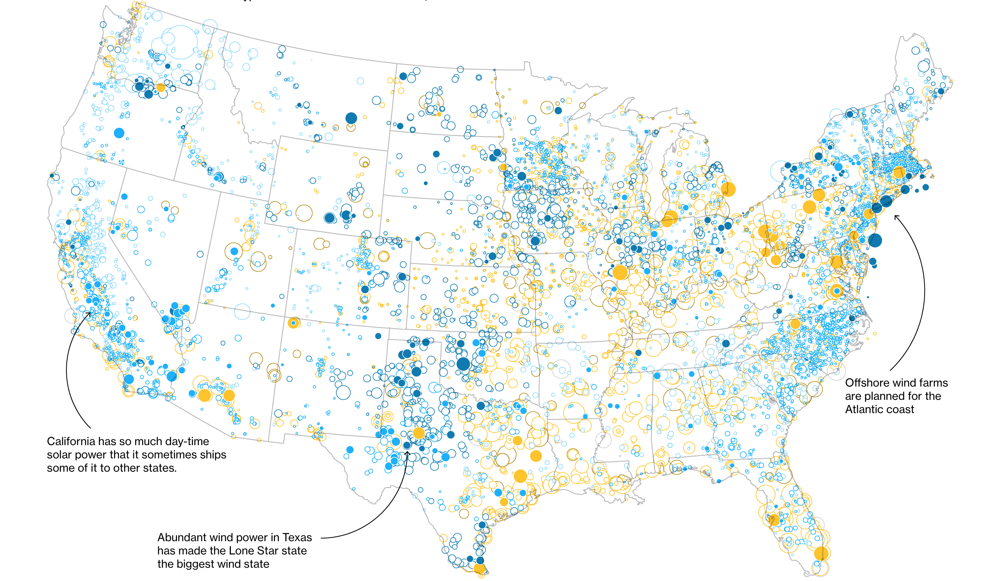 Offshore wind farms
are planned for the
Atlantic coast
California has so much day-time
solar power that it sometimes ships
some of it to other states.
Abundant wind power in Texas
has made the Lone Star state
the biggest wind state